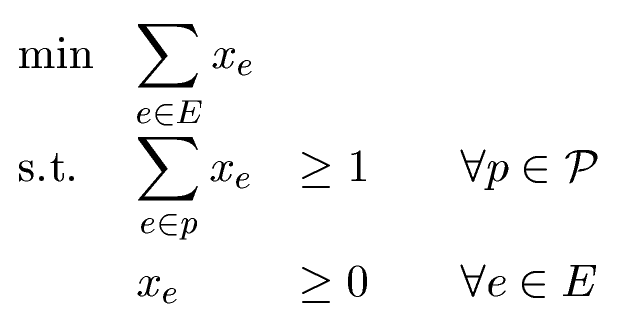 min ∑_{e∈E} x_e
s.t. ∑_{e∈p} x_e ≥ 1 ∀p ∈ 𝒫
x_e ≥ 0 ∀e ∈ E